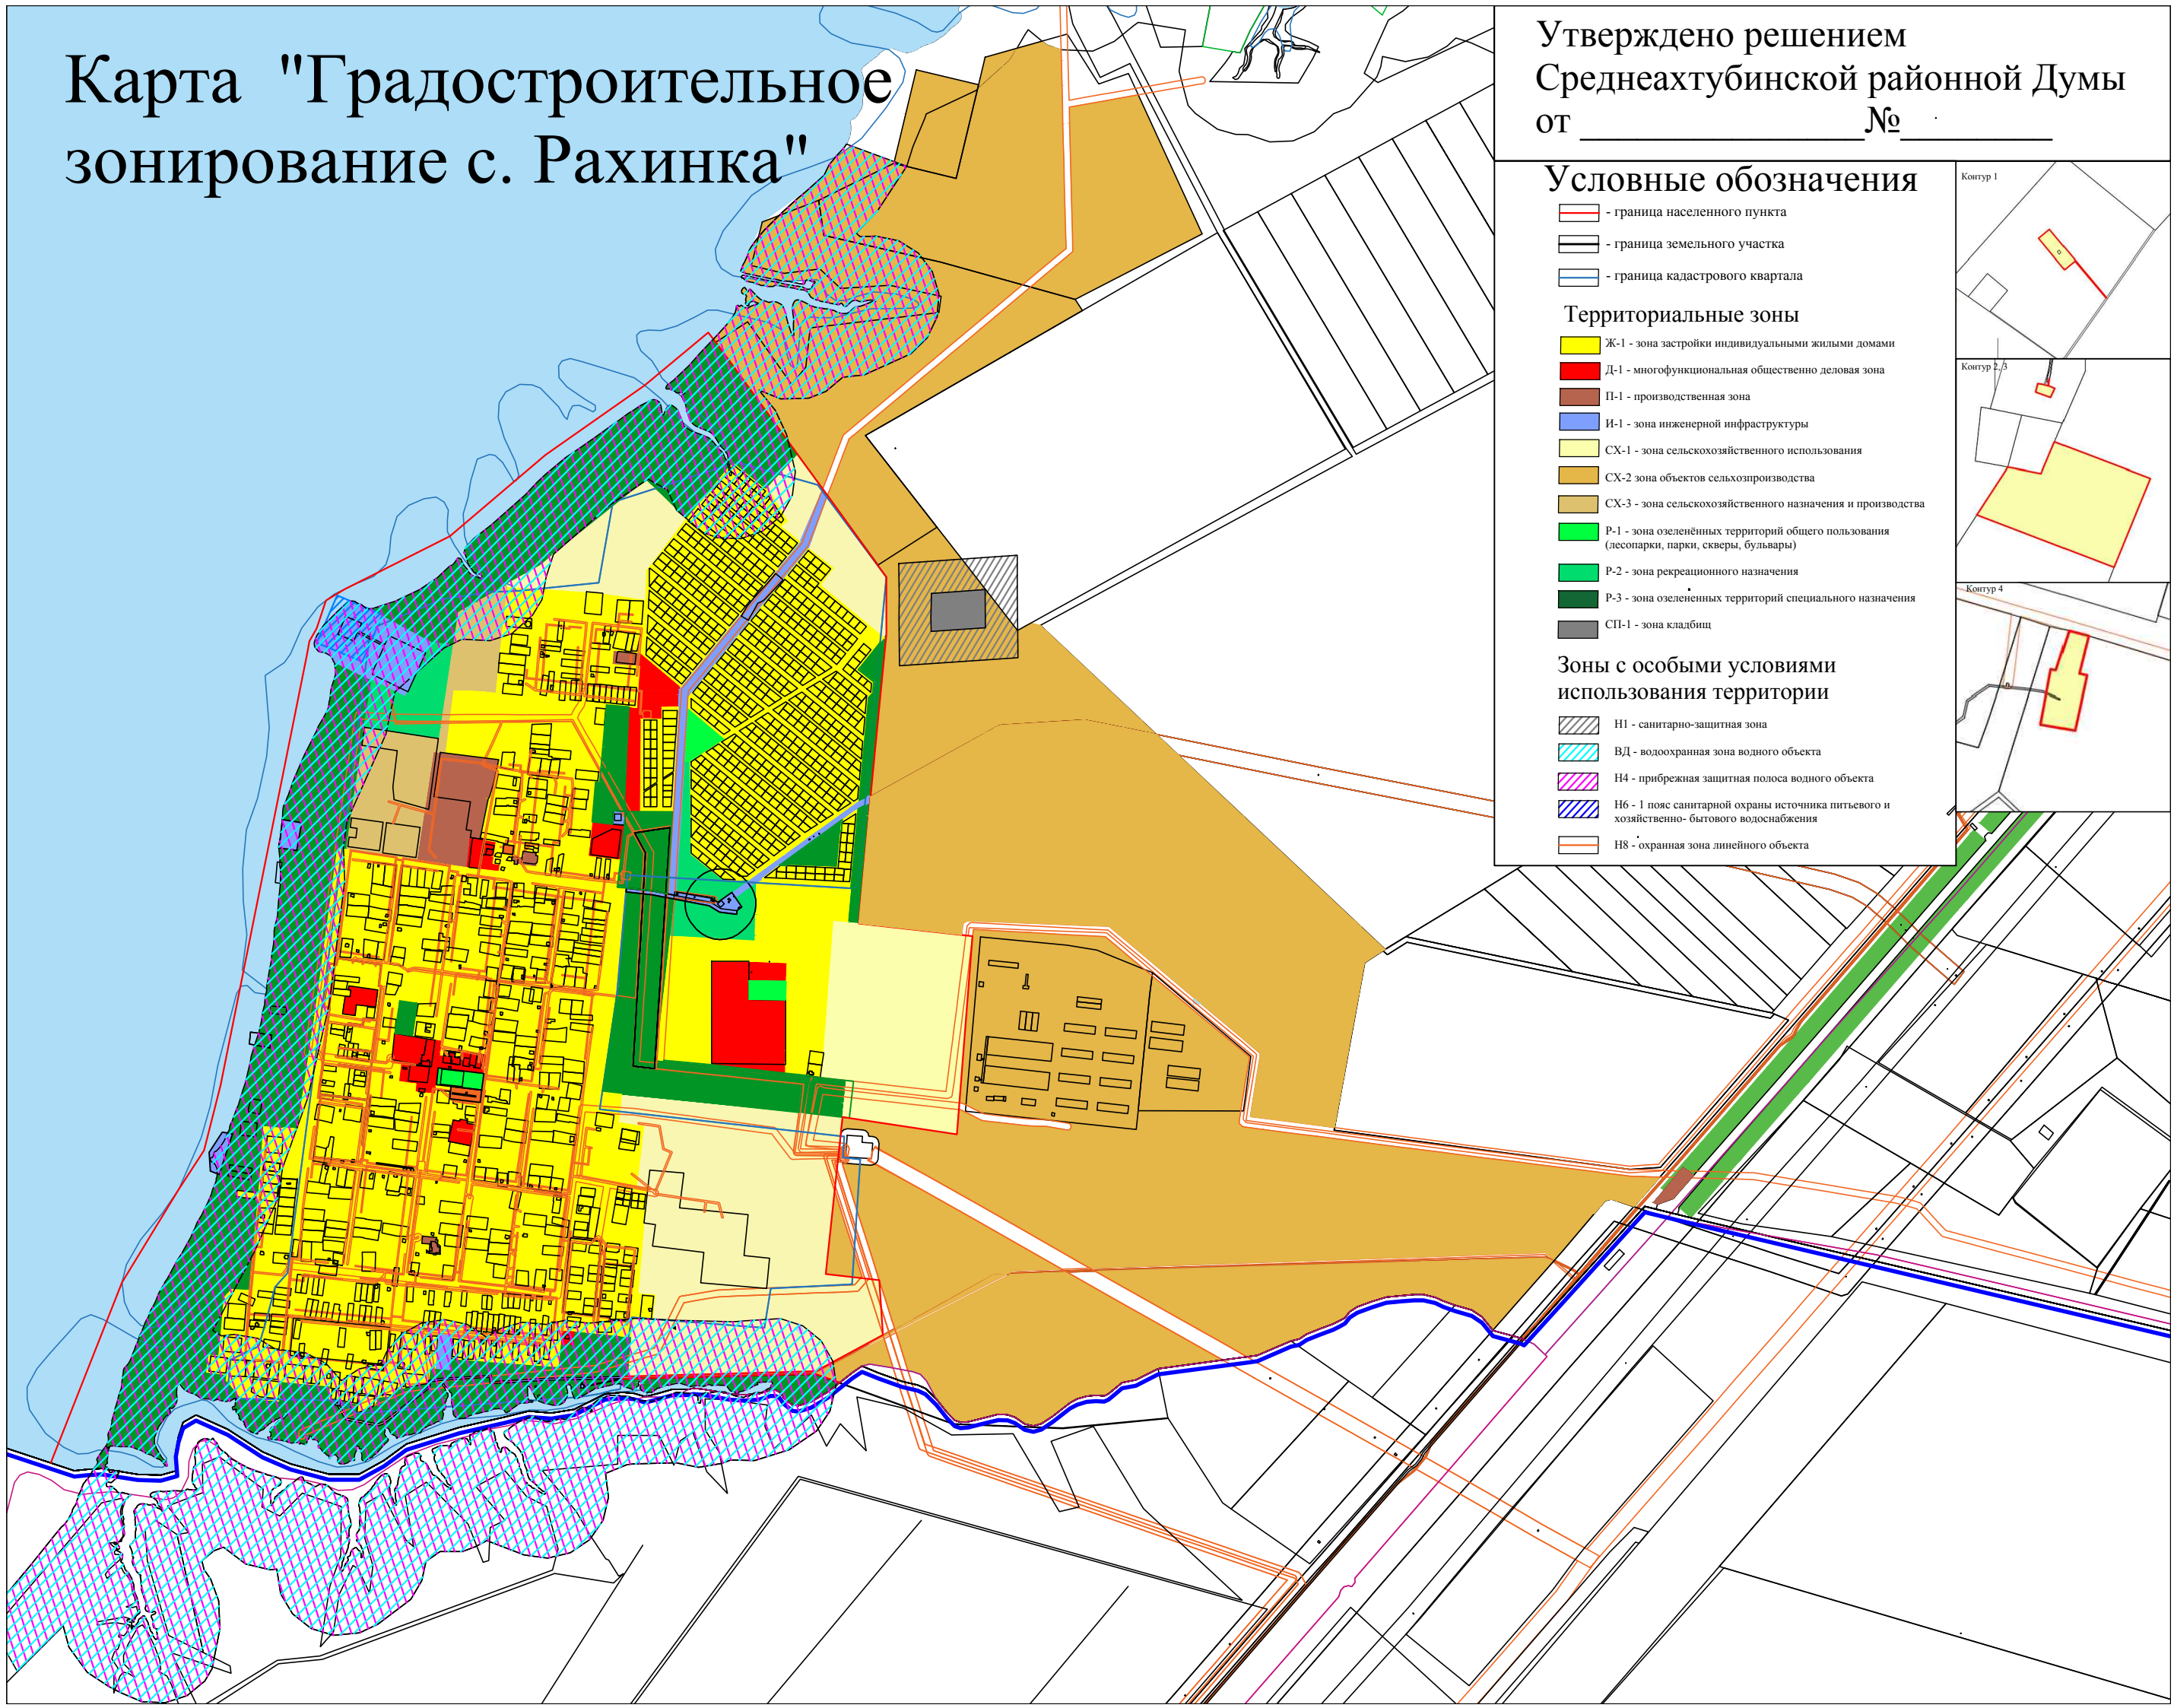 Карта "Градостроительное
зонирование с. Рахинка"
Утверждено решением
Среднеахтубинской районной Думы
от _______________№________
Условные обозначения
- граница населенного пункта
- граница земельного участка
- граница кадастрового квартала
Территориальные зоны
Ж-1 - зона застройки индивидуальными жилыми домами
Д-1 - многофункциональная общественно деловая зона
П-1 - производственная зона
И-1 - зона инженерной инфраструктуры
СХ-1 - зона сельскохозяйственного использования
СХ-2 зона объектов сельхозпроизводства
СХ-3 - зона сельскохозяйственного назначения и производства
Р-1 - зона озеленённых территорий общего пользования
(лесопарки, парки, скверы, бульвары)
Р-2 - зона рекреационного назначения
Р-3 - зона озелененных территорий специального назначения
СП-1 - зона кладбищ
Зоны с особыми условиями
использования территории
Н1 - санитарно-защитная зона
ВД - водоохранная зона водного объекта
Н4 - прибрежная защитная полоса водного объекта
Н6 - 1 пояс санитарной охраны источника питьевого и
хозяйственно- бытового водоснабжения
Н8 - охранная зона линейного объекта
Контур 1
Контур 2, 3
Контур 4